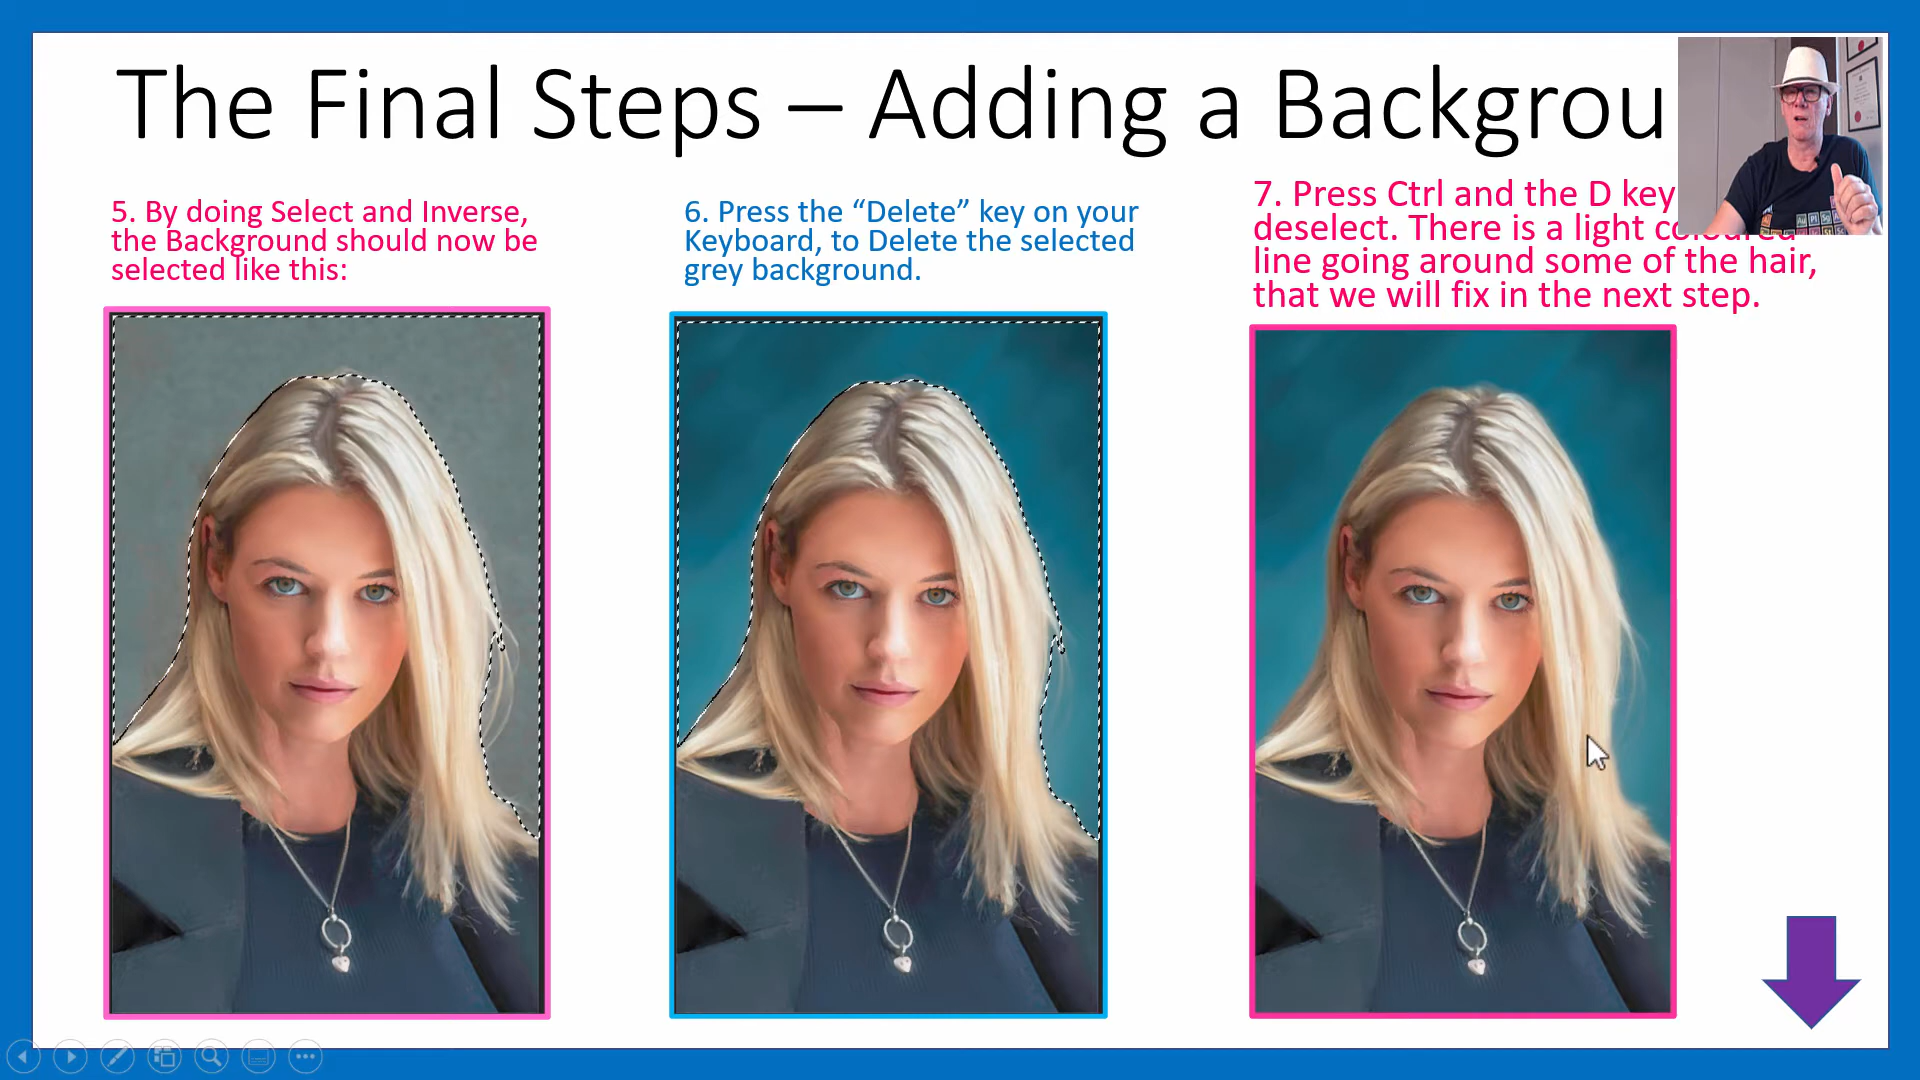 The Final Steps – Adding a Backgrou
5. By doing Select and Inverse,
the Background should now be
selected like this:
6. Press the “Delete” key on your
Keyboard, to Delete the selected
grey background.
7. Press Ctrl and the D key
deselect. There is a light coloured
line going around some of the hair,
that we will fix in the next step.